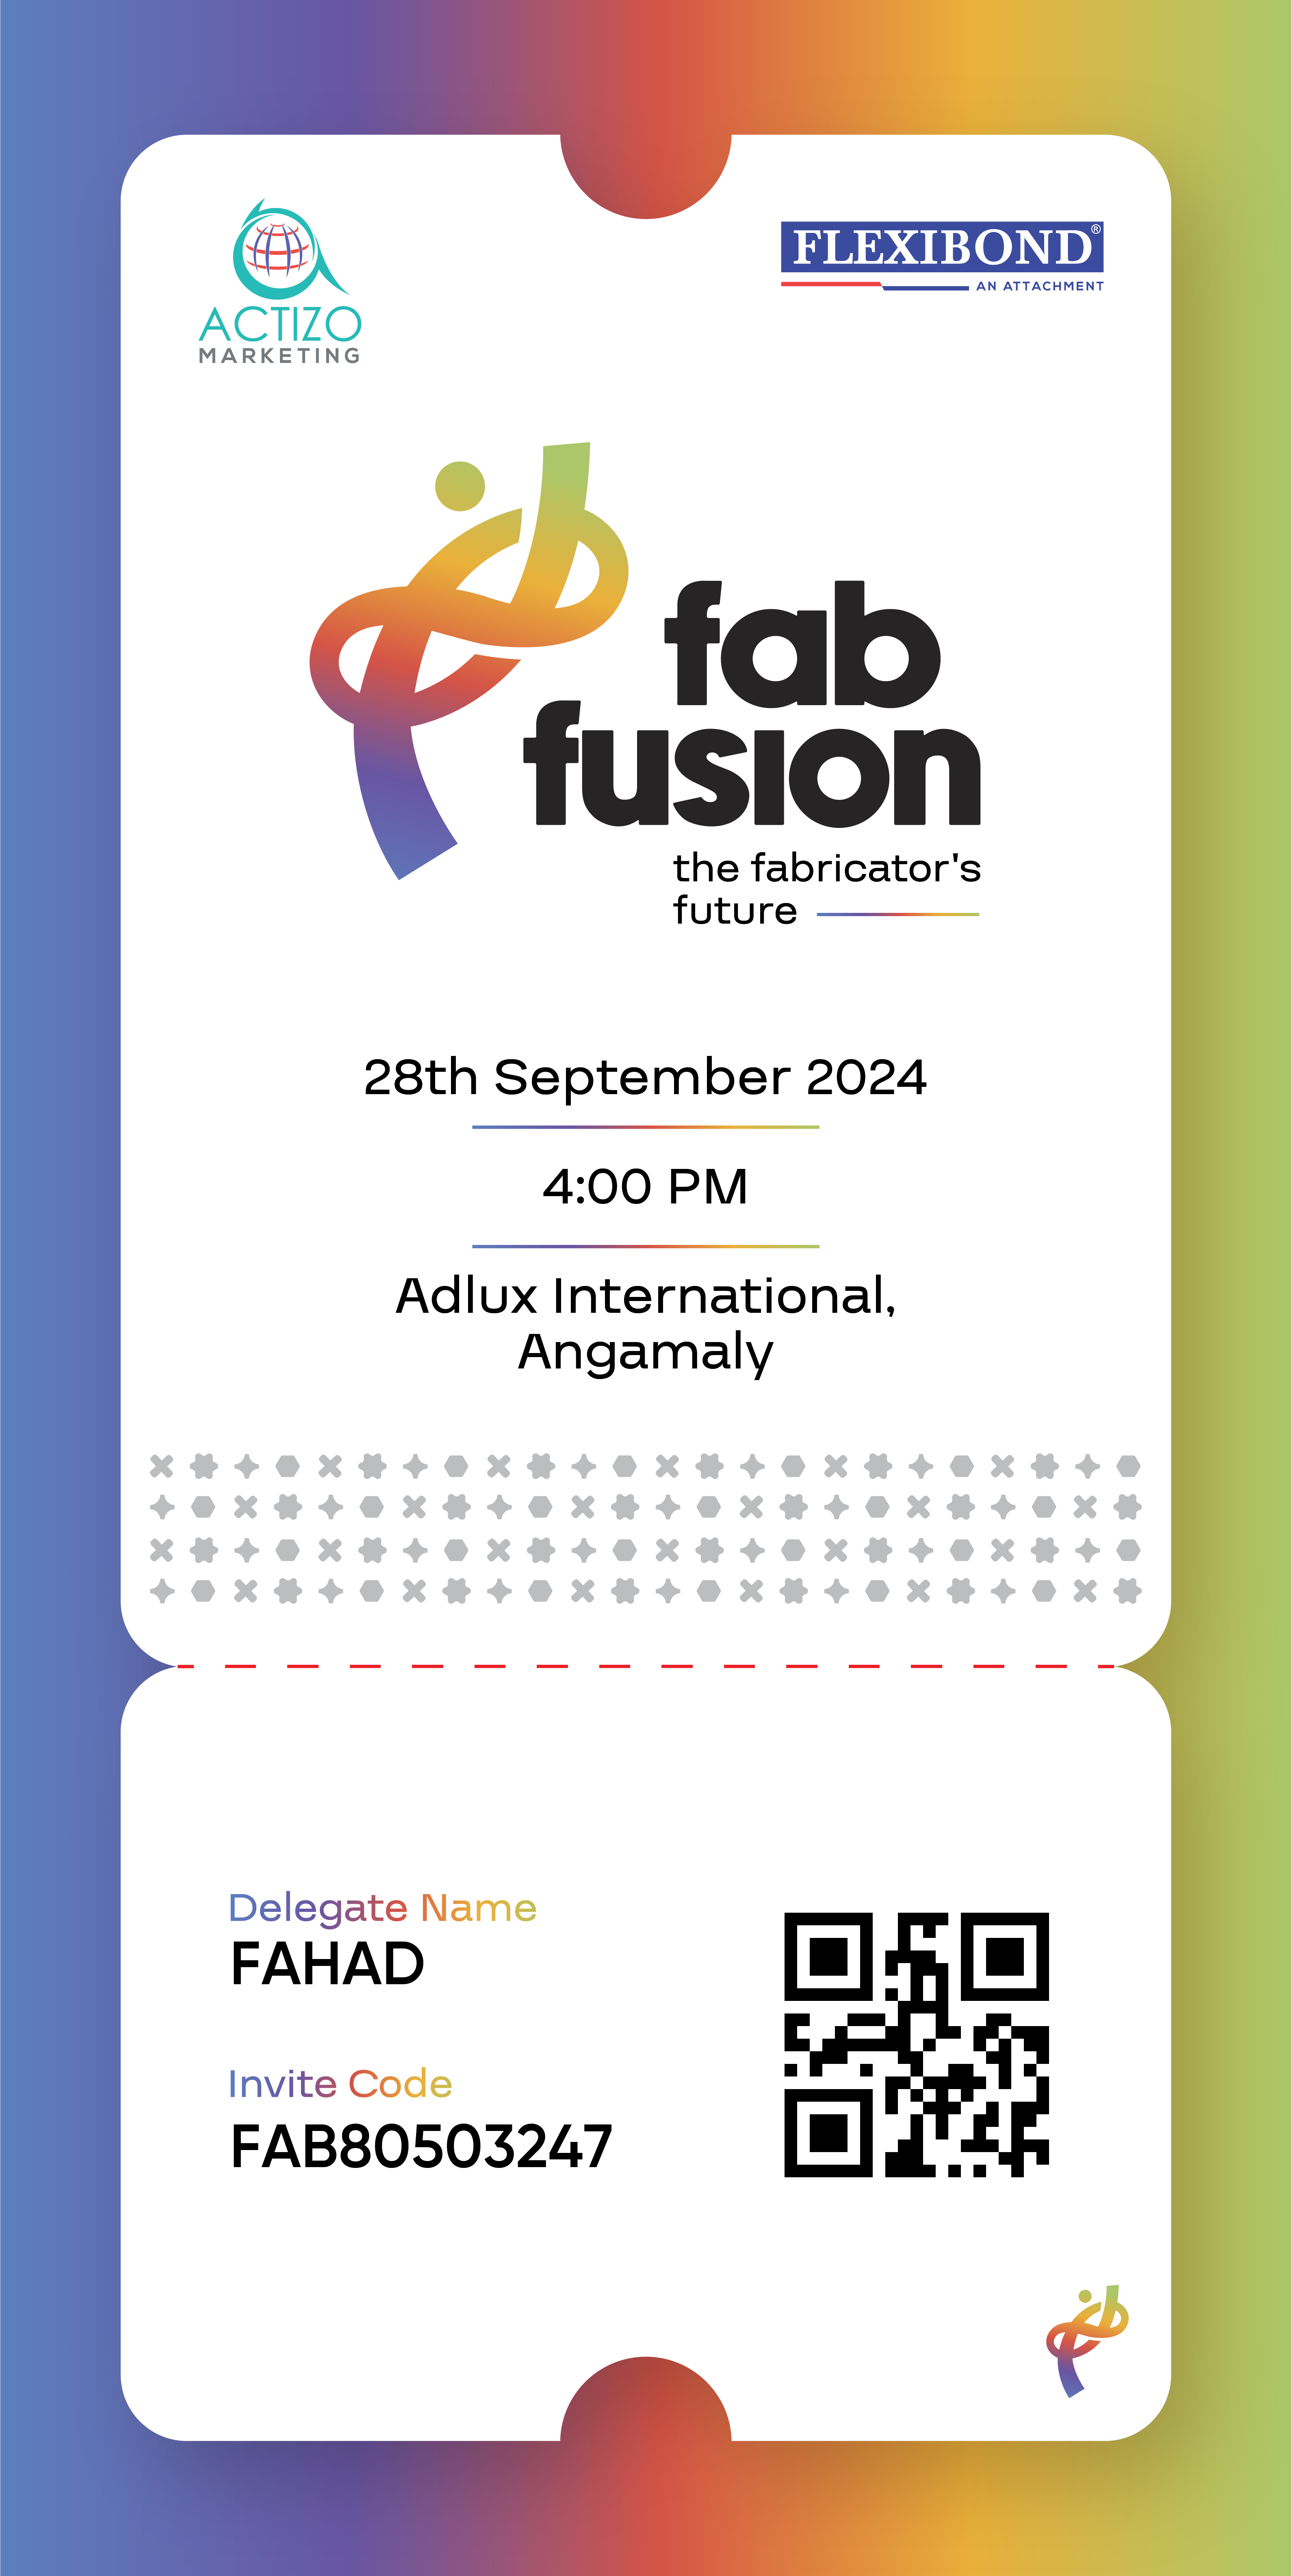 ACTIZO
MARKETING
FLEXIBOND®
AN ATTACHMENT
fab
fusion
the fabricator's
future
28th September 2024
4:00 PM
Adlux International,
Angamaly
Delegate Name
FAHAD
Invite Code
FAB80503247